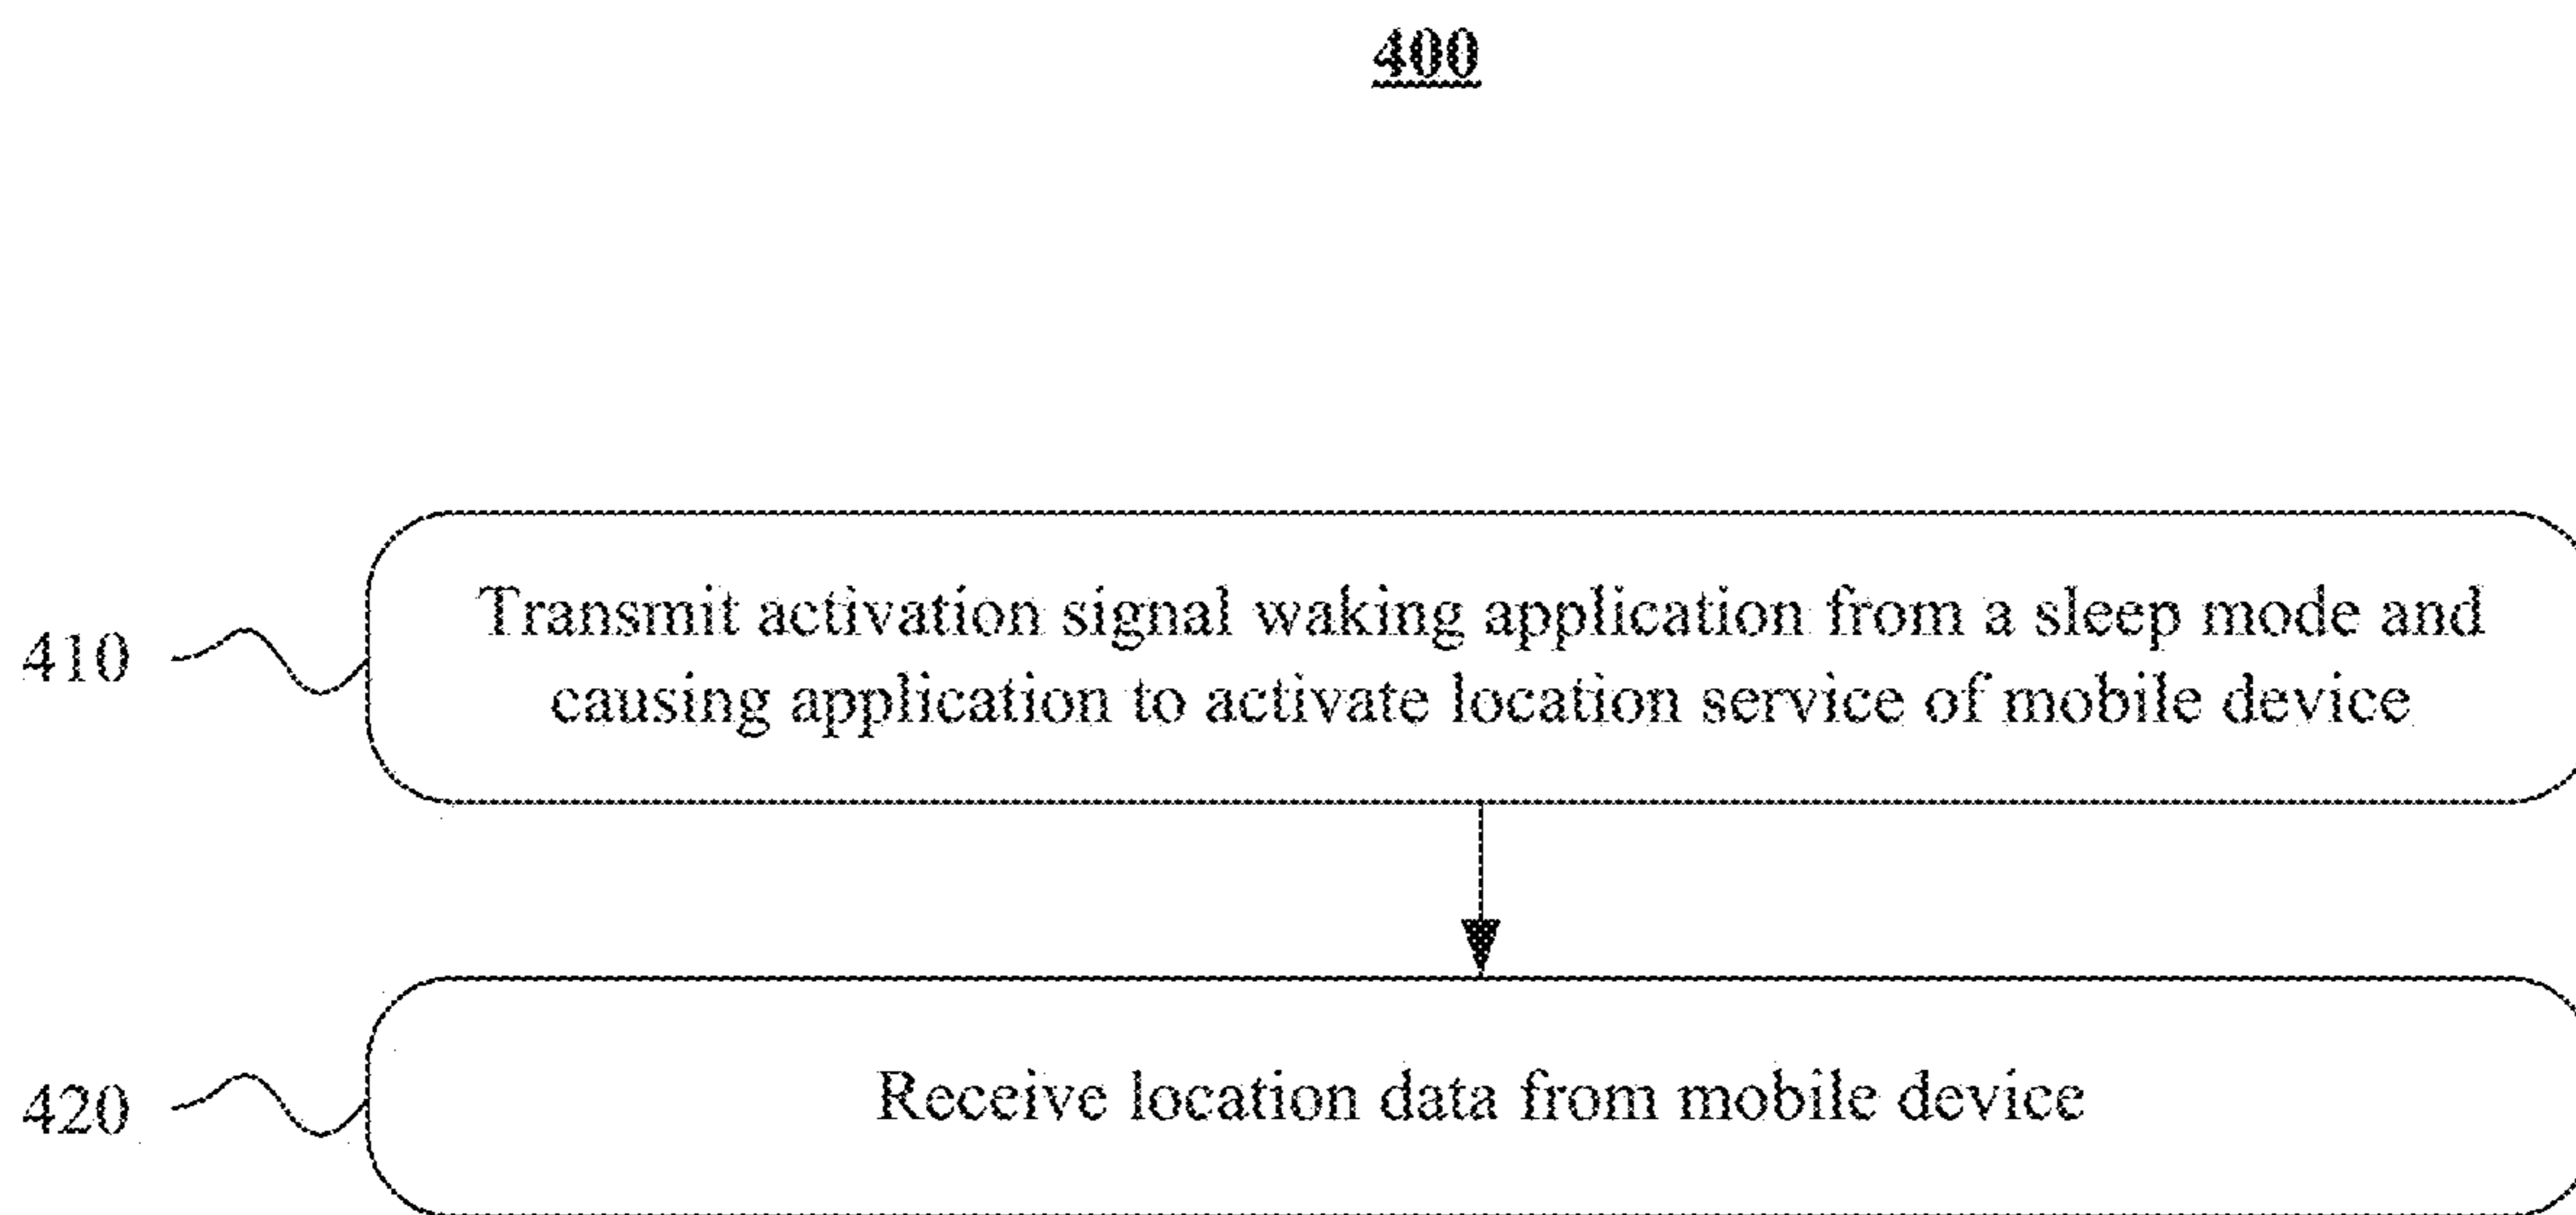 400
410
Transmit activation signal waking application from a sleep mode and
causing application to activate location service of mobile device
420
Receive location data from mobile device